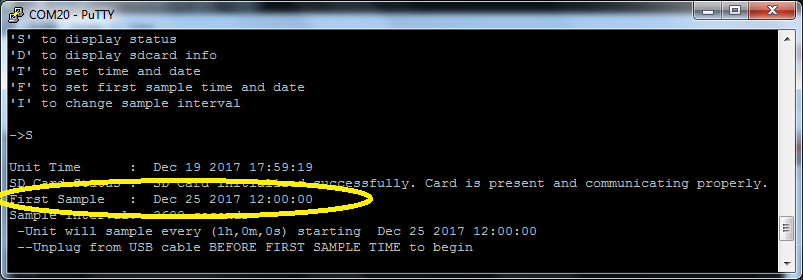 COM20 - PuTTY
'S' to display status
'D' to display sdcard info
'T' to set time and date
'F' to set first sample time and date
'I' to change sample interval
->S
Unit Time : Dec 19 2017 17:59:19
SD Card Status : SD Card initialized successfully. Card is present and communicating properly.
First Sample : Dec 25 2017 12:00:00
Sample Interval: 3600 seconds
-Unit will sample every (1h,0m,0s) starting Dec 25 2017 12:00:00
--Unplug from USB cable BEFORE FIRST SAMPLE TIME to begin